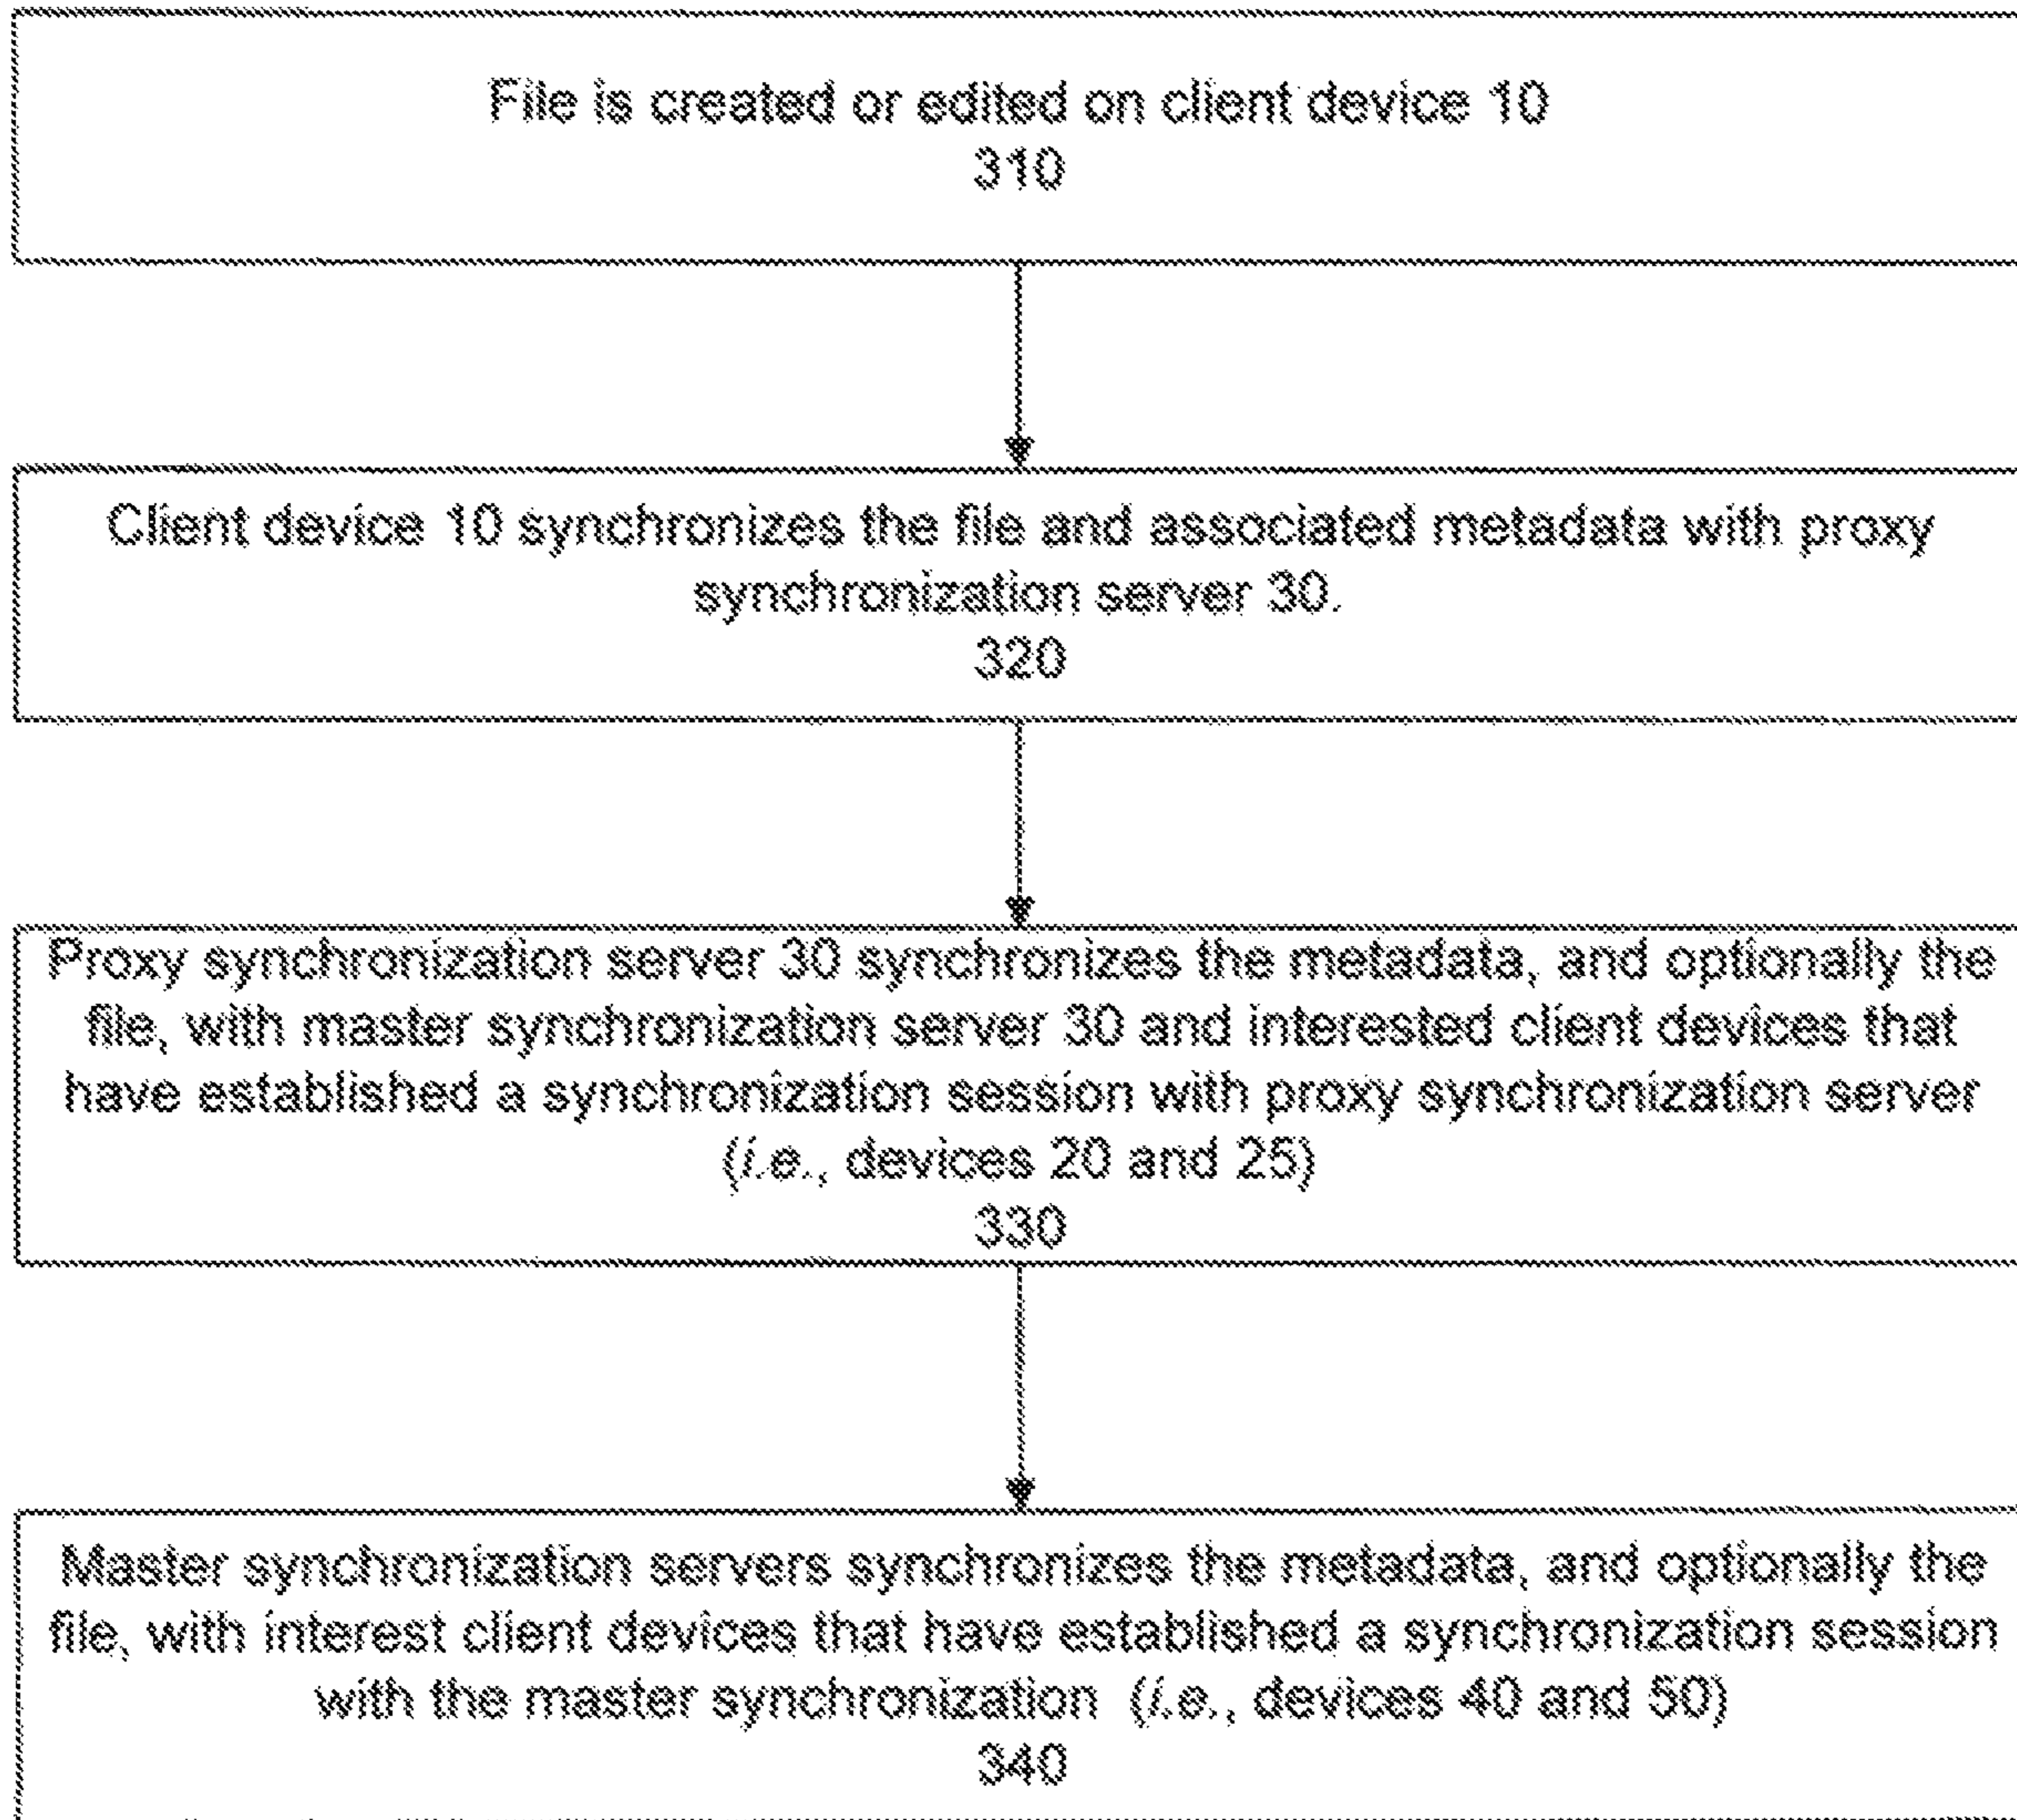 File is created or edited on client device 10
310
Client device 10 synchronizes the file and associated metadata with proxy
synchronization server 30.
320
Proxy synchronization server 30 synchronizes the metadata, and optionally the
file, with master synchronization server 30 and interested client devices that
have established a synchronization session with proxy synchronization server
(i.e., devices 20 and 25)
330
Master synchronization servers synchronizes the metadata, and optionally the
file, with interest client devices that have established a synchronization session
with the master synchronization (i.e., devices 40 and 50)
340